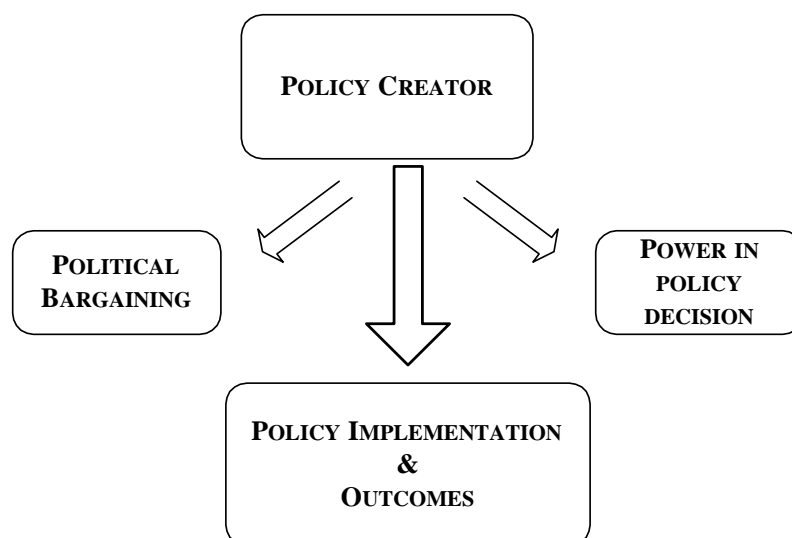 POLICY CREATOR
POLITICAL
BARGAINING
POWER IN
POLICY
DECISION
POLICY IMPLEMENTATION
&
OUTCOMES